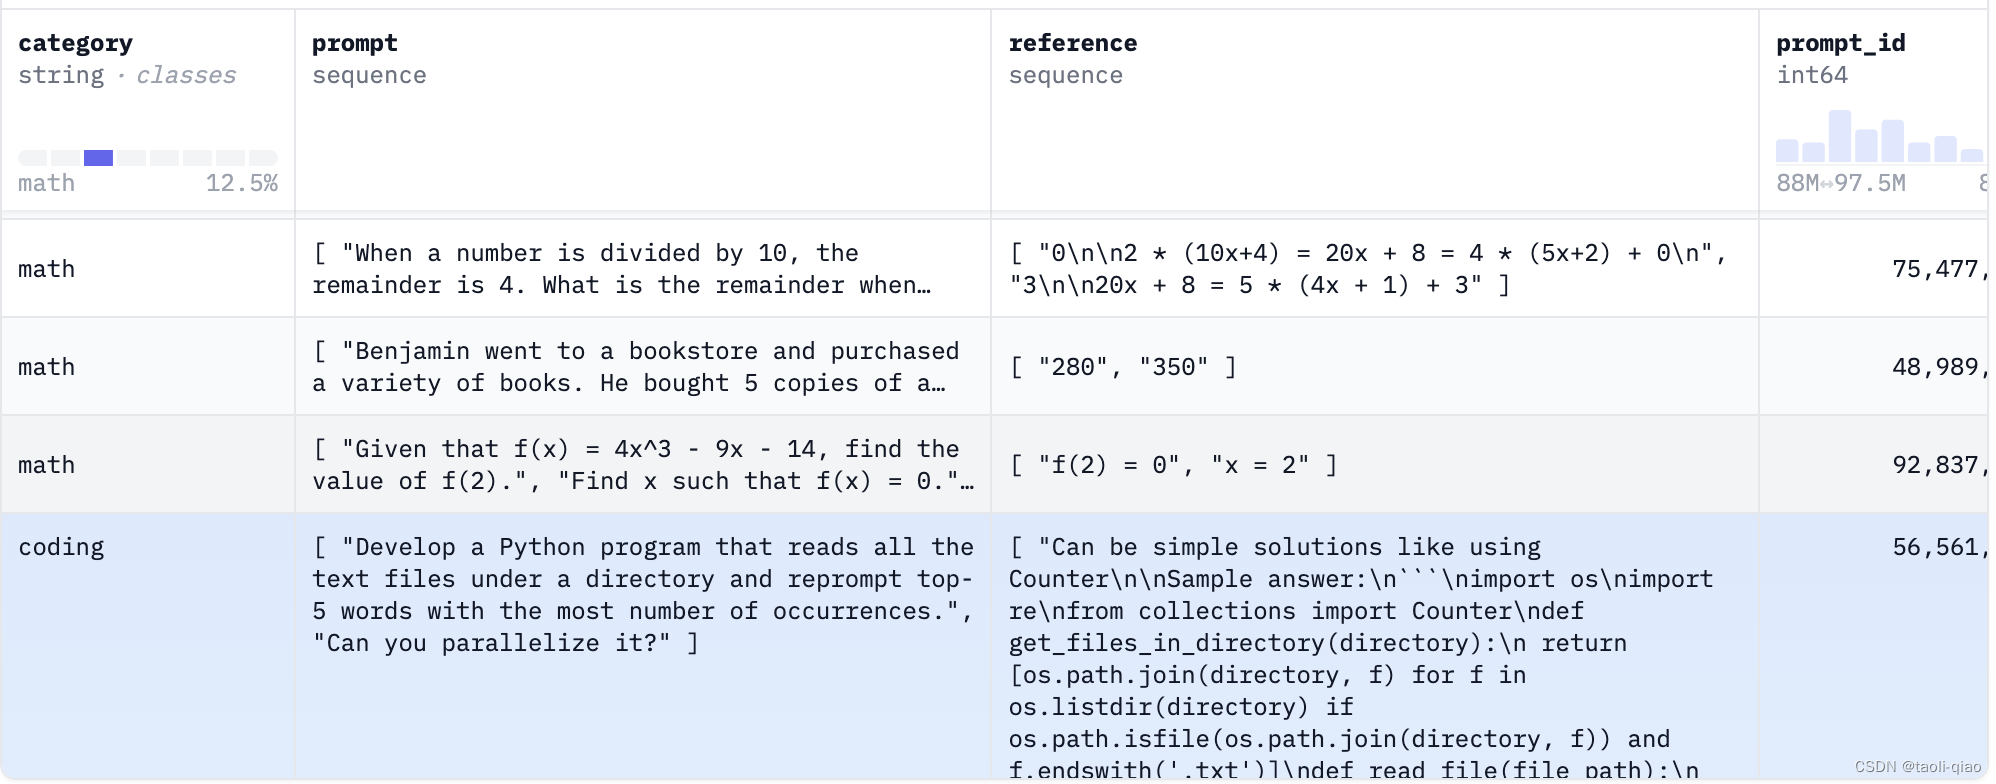 category
string · classes
math 12.5%
prompt
sequence
reference
sequence
prompt_id
int64
88M↔97.5M
math
[ "When a number is divided by 10, the
remainder is 4. What is the remainder when…
[ "0\n\n2 * (10x+4) = 20x + 8 = 4 * (5x+2) + 0\n",
"3\n\n20x + 8 = 5 * (4x + 1) + 3" ]
75,477,
math
[ "Benjamin went to a bookstore and purchased
a variety of books. He bought 5 copies of a…
[ "280", "350" ]
48,989,
math
[ "Given that f(x) = 4x^3 - 9x - 14, find the
value of f(2).", "Find x such that f(x) = 0."…
[ "f(2) = 0", "x = 2" ]
92,837,
coding
[ "Develop a Python program that reads all the
text files under a directory and reprompt top-
5 words with the most number of occurrences.",
"Can you parallelize it?" ]
[ "Can be simple solutions like using
Counter\n\nSample answer:\n```\nimport os\nimport
re\nfrom collections import Counter\ndef
get_files_in_directory(directory):\n return
[os.path.join(directory, f) for f in
os.listdir(directory) if
os.path.isfile(os.path.join(directory, f)) and
f.endswith('.txt')]\ndef read_file(file_path):\n
56,561,
CSDN @taoli-qiao